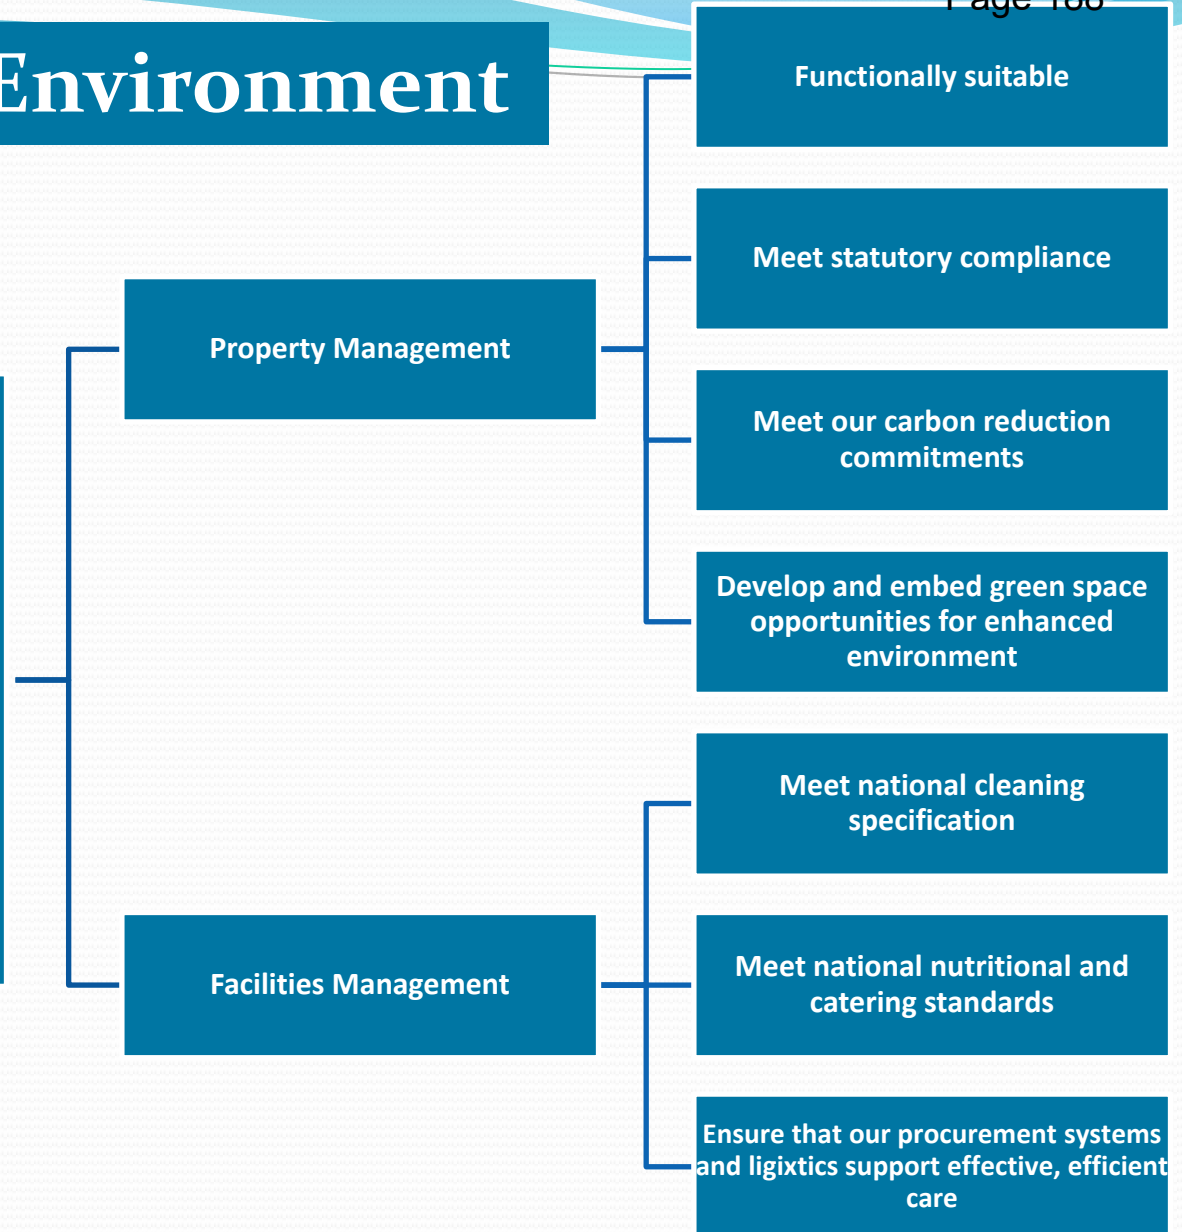 Page 188
Environment
Functionally suitable
Meet statutory compliance
Property Management
Meet our carbon reduction
commitments
Develop and embed green space
opportunities for enhanced
environment
Meet national cleaning
specification
Facilities Management
Meet national nutritional and
catering standards
Ensure that our procurement systems
and ligixtics support effective, efficient
care